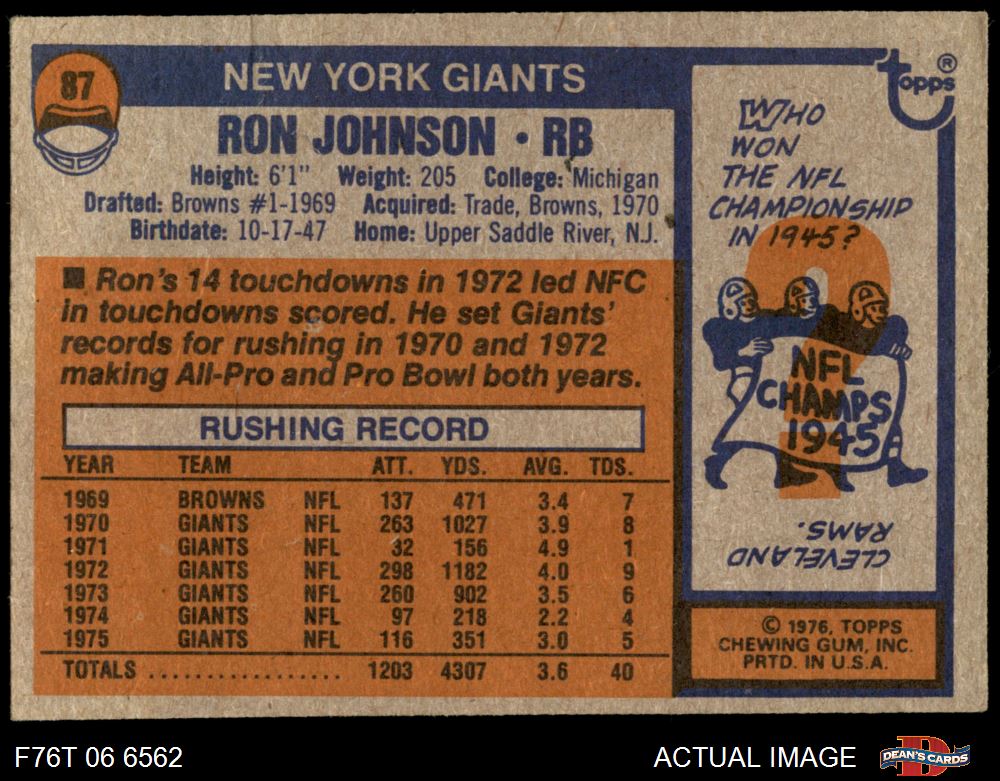 87
NEW YORK GIANTS
RON JOHNSON • RB
Height: 6'1" Weight: 205 College: Michigan
Drafted: Browns #1-1969 Acquired: Trade, Browns, 1970
Birthdate: 10-17-47 Home: Upper Saddle River, N.J.
■ Ron's 14 touchdowns in 1972 led NFC
in touchdowns scored. He set Giants'
records for rushing in 1970 and 1972
making All-Pro and Pro Bowl both years.
RUSHING RECORD
YEAR TEAM ATT. YDS. AVG. TDS.
1969 BROWNS NFL 137 471 3.4 7
1970 GIANTS NFL 263 1027 3.9 8
1971 GIANTS NFL 32 156 4.9 1
1972 GIANTS NFL 298 1182 4.0 9
1973 GIANTS NFL 260 902 3.5 6
1974 GIANTS NFL 97 218 2.2 4
1975 GIANTS NFL 116 351 3.0 5
TOTALS ................. 1203 4307 3.6 40
topps®
WHO
WON
THE NFL
CHAMPIONSHIP
IN 1945?
?
NFL
CHAMPS
1945
CLEVELAND
RAMS.
© 1976, TOPPS
CHEWING GUM, INC.
PRTD. IN U.S.A.
F76T 06 6562
ACTUAL IMAGE
D
DEAN'S CARDS